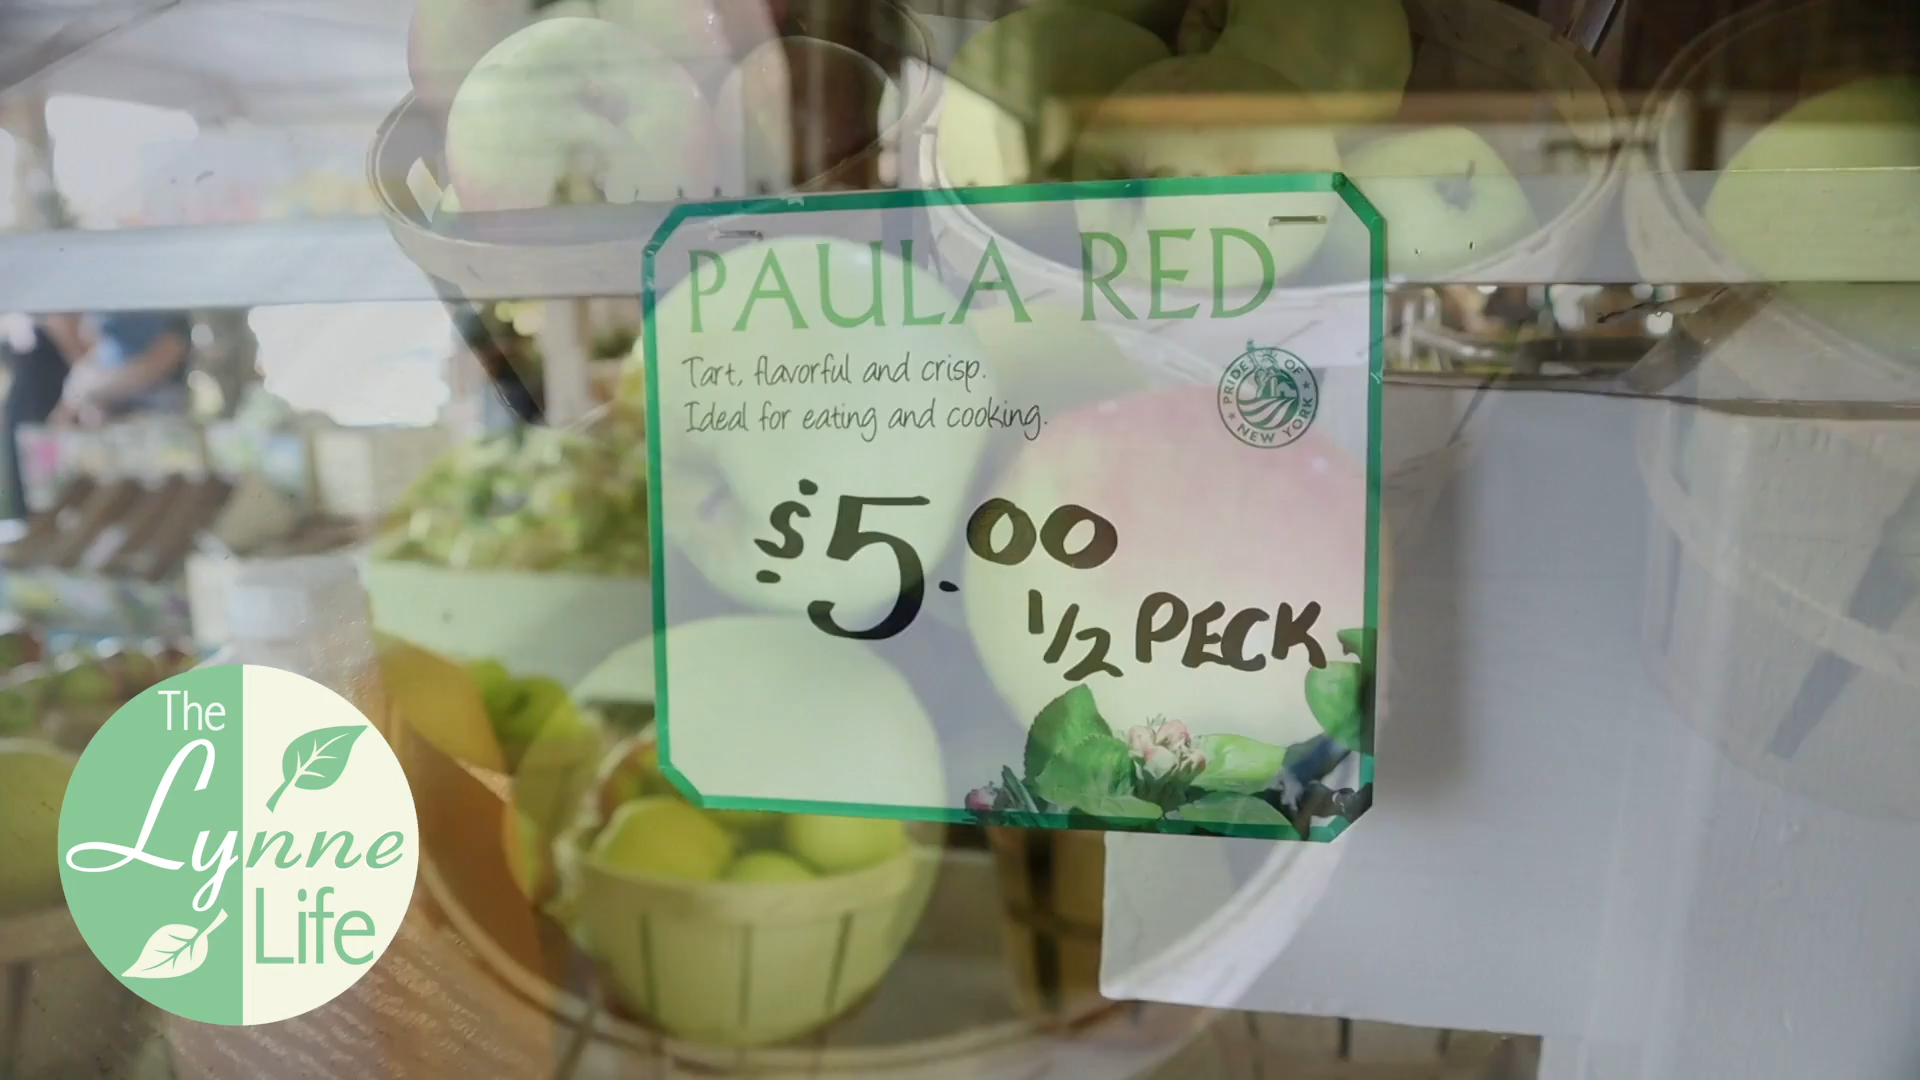 PAULA RED
Tart, flavorful and crisp.
Ideal for eating and cooking.
PRIDE OF NEW YORK
$5.00
1/2 PECK
The
Lynne
Life